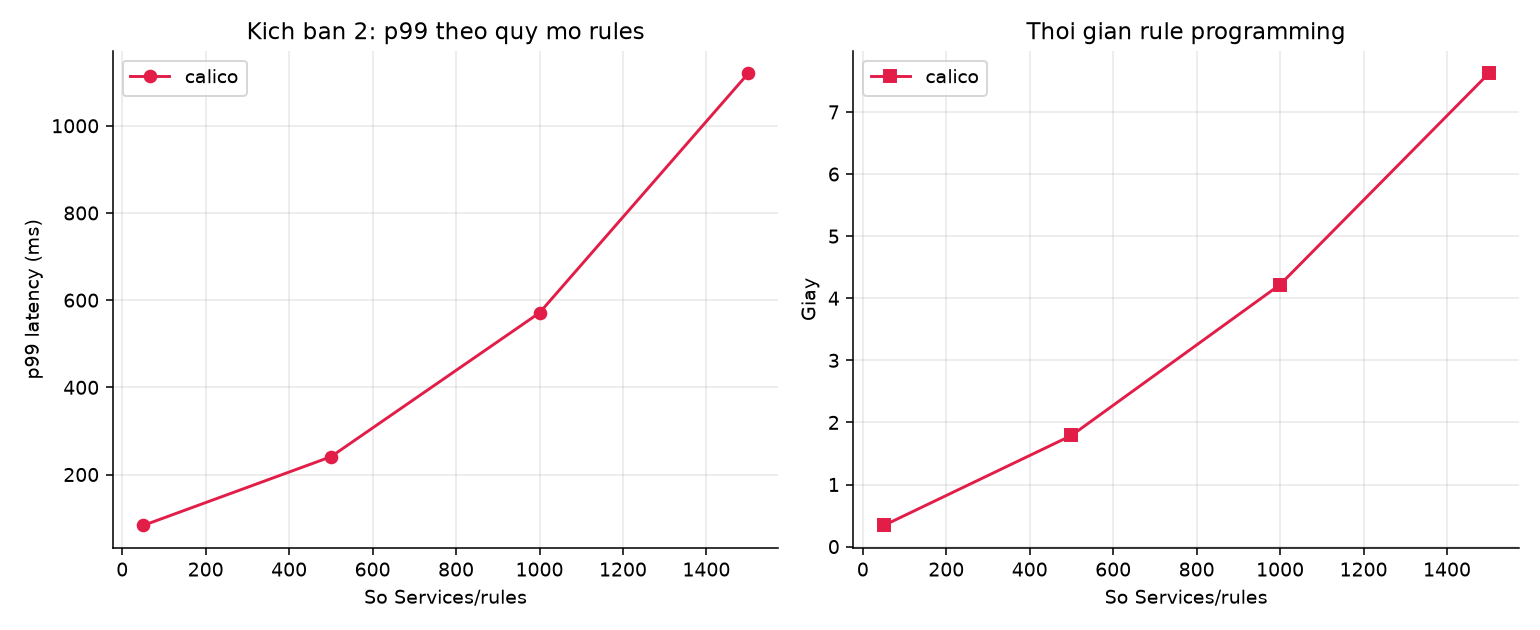 Kich ban 2: p99 theo quy mo rules
calico
p99 latency (ms)
1000
800
600
400
200
0 200 400 600 800 1000 1200 1400
So Services/rules
Thoi gian rule programming
calico
Giay
7
6
5
4
3
2
1
0
0 200 400 600 800 1000 1200 1400
So Services/rules